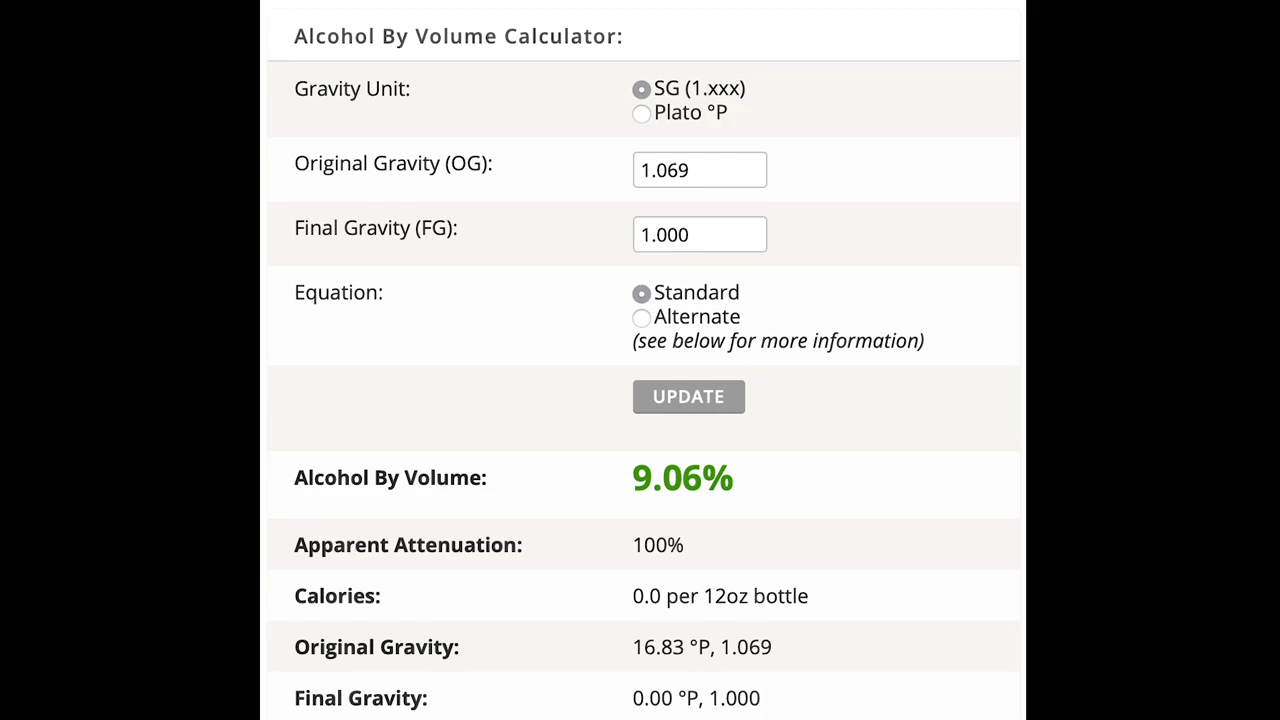 Alcohol By Volume Calculator:
Gravity Unit:
SG (1.xxx)
Plato °P
Original Gravity (OG):
1.069
Final Gravity (FG):
1.000
Equation:
Standard
Alternate
(see below for more information)
UPDATE
Alcohol By Volume:
9.06%
Apparent Attenuation:
100%
Calories:
0.0 per 12oz bottle
Original Gravity:
16.83 °P, 1.069
Final Gravity:
0.00 °P, 1.000